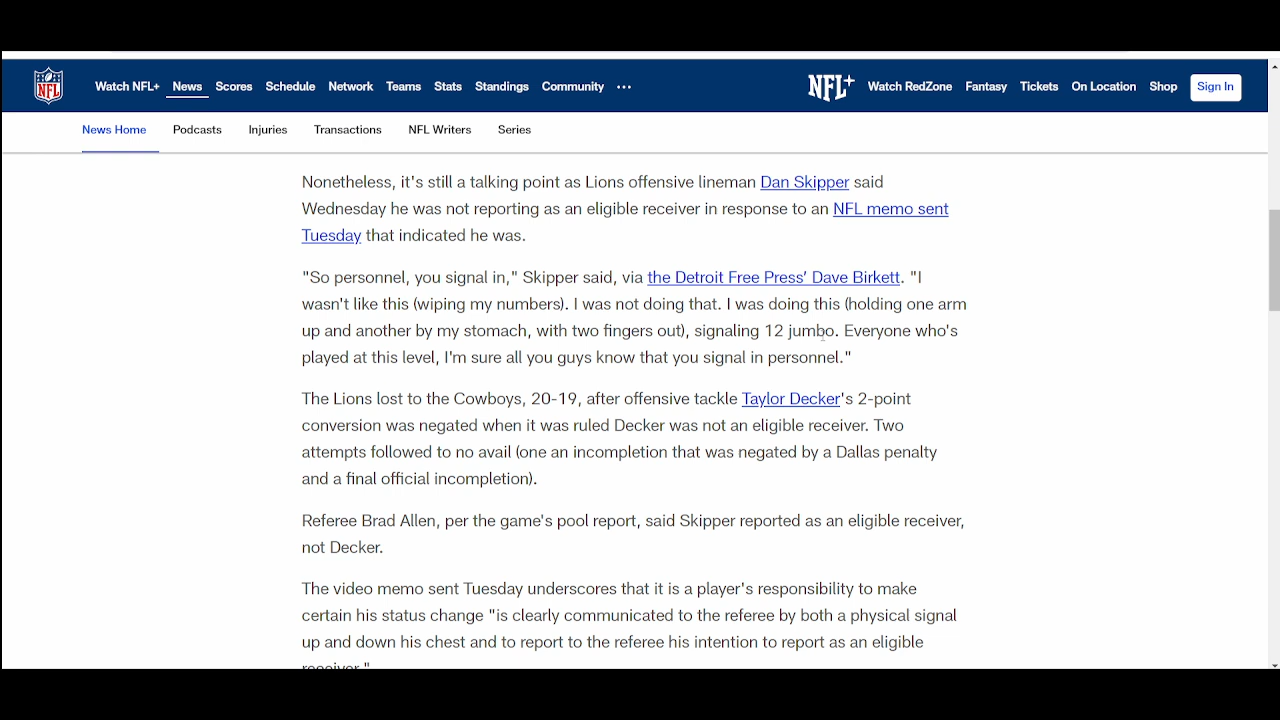 NFL
Watch NFL+ News Scores Schedule Network Teams Stats Standings Community ••• NFL+ Watch RedZone Fantasy Tickets On Location Shop Sign In
News Home Podcasts Injuries Transactions NFL Writers Series
Nonetheless, it's still a talking point as Lions offensive lineman Dan Skipper said
Wednesday he was not reporting as an eligible receiver in response to an NFL memo sent
Tuesday that indicated he was.
"So personnel, you signal in," Skipper said, via the Detroit Free Press' Dave Birkett. "I
wasn't like this (wiping my numbers). I was not doing that. I was doing this (holding one arm
up and another by my stomach, with two fingers out), signaling 12 jumbo. Everyone who's
played at this level, I'm sure all you guys know that you signal in personnel."
The Lions lost to the Cowboys, 20-19, after offensive tackle Taylor Decker's 2-point
conversion was negated when it was ruled Decker was not an eligible receiver. Two
attempts followed to no avail (one an incompletion that was negated by a Dallas penalty
and a final official incompletion).
Referee Brad Allen, per the game's pool report, said Skipper reported as an eligible receiver,
not Decker.
The video memo sent Tuesday underscores that it is a player's responsibility to make
certain his status change "is clearly communicated to the referee by both a physical signal
up and down his chest and to report to the referee his intention to report as an eligible
receiver."